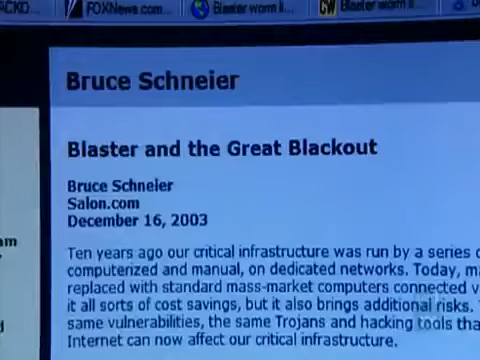 FOXNews.com...
Blaster worm li...
CW Blaster worm li...
Bruce Schneier
Blaster and the Great Blackout
Bruce Schneier
Salon.com
December 16, 2003
Ten years ago our critical infrastructure was run by a series
computerized and manual, on dedicated networks. Today,
replaced with standard mass-market computers connected
it all sorts of cost savings, but it also brings additional risks.
same vulnerabilities, the same Trojans and hacking tools
Internet can now affect our critical infrastructure.